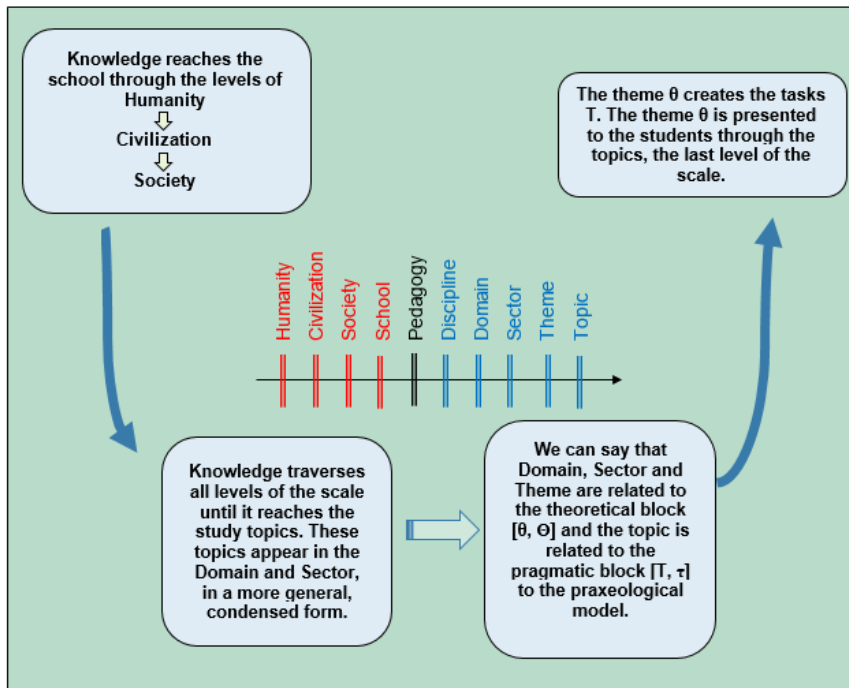 Knowledge reaches the
school through the levels of
Humanity
Civilization
Society
The theme θ creates the tasks
T. The theme θ is presented
to the students through the
topics, the last level of the
scale.
Humanity
Civilization
Society
School
Pedagogy
Discipline
Domain
Sector
Theme
Topic
Knowledge traverses
all levels of the scale
until it reaches the
study topics. These
topics appear in the
Domain and Sector,
in a more general,
condensed form.
We can say that
Domain, Sector and
Theme are related to
the theoretical block
[θ, Θ] and the topic is
related to the
pragmatic block [T, τ]
to the praxeological
model.